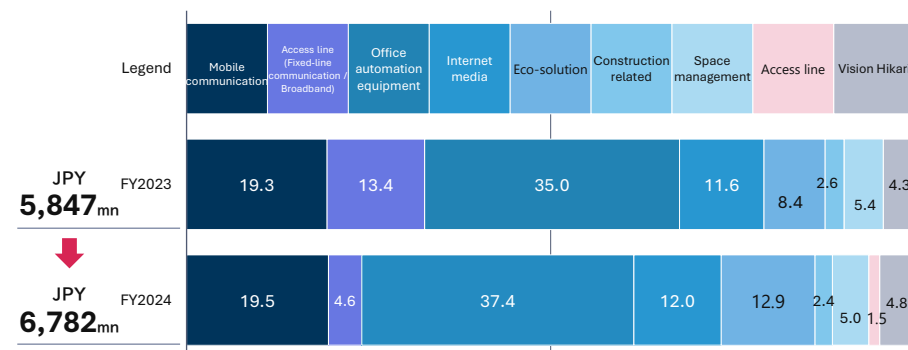 Legend
Mobile
communication
Access line
(Fixed-line
communication /
Broadband)
Office
automation
equipment
Internet
media
Eco-solution
Construction
related
Space
management
Access line
Vision Hikari
JPY
5,847mn
FY2023
19.3
13.4
35.0
11.6
8.4
2.6
5.4
4.3
JPY
6,782mn
FY2024
19.5
4.6
37.4
12.0
12.9
2.4
5.0
1.5
4.8